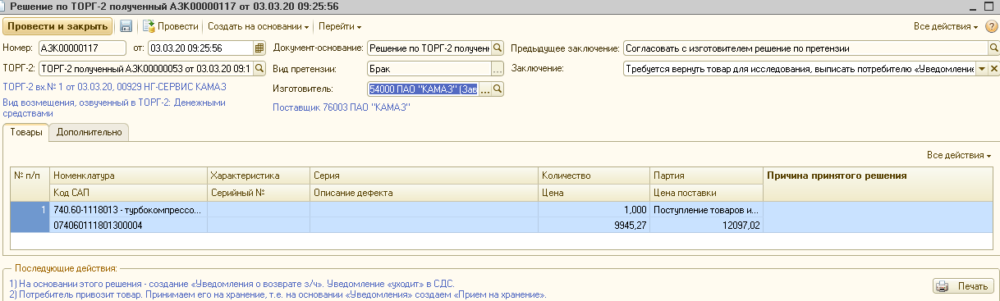 Решение по ТОРГ-2 полученный АЗК00000117 от 03.03.20 09:25:56
Провести и закрыть Провести Создать на основании Перейти Все действия
Номер: АЗК00000117 от: 03.03.20 09:25:56 Документ-основание: Решение по ТОРГ-2 получен Предыдущее заключение: Согласовать с изготовителем решение по претензии
ТОРГ-2: ТОРГ-2 полученный АЗК00000053 от 03.03.20 09:1 Вид претензии: Брак ... Заключение: Требуется вернуть товар для исследования, выписать потребителю «Уведомление
ТОРГ-2 вх.№ 1 от 03.03.20, 00929 НГ-СЕРВИС КАМАЗ Изготовитель: 54000 ПАО "КАМАЗ" (Зав ...
Вид возмещения, озвученный в ТОРГ-2: Денежными Поставщик 76003 ПАО "КАМАЗ"
средствами
Товары Дополнительно
Все действия
№ п/п Номенклатура Характеристика Серия Количество Партия Причина принятого решения
Код САП Серийный № Описание дефекта Цена Цена поставки
1 740.60-1118013 - турбокомпрессо... 1,000 Поступление товаров и...
074060111801300004 9945,27 12097,02
Последующие действия:
1) На основании этого решения - создание «Уведомления о возврате з/ч». Уведомление «уходит» в СДС.
2) Потребитель привозит товар. Принимаем его на хранение, т.е. на основании «Уведомления» создаем «Прием на хранение».
Печать